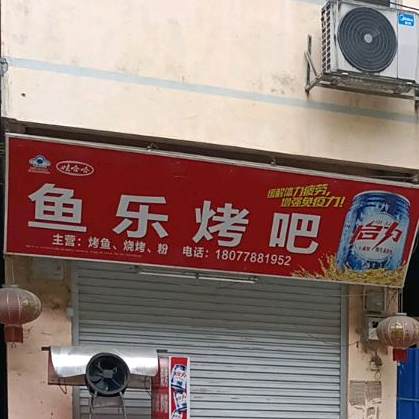 娃哈哈
缓解体力疲劳，
增强免疫力！
鱼乐烤吧
启力
主营：烤鱼、烧烤、粉 电话：18077881952
Midea